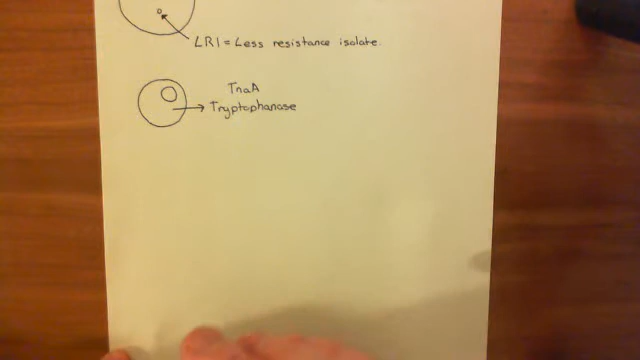 LRI = Less resistance isolate.
TnaA
Tryptophanase